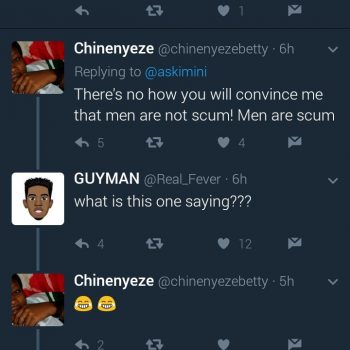 1
Chinenyeze @chinenyezebetty · 6h
Replying to @askimini
There's no how you will convince me
that men are not scum! Men are scum
5 4
GUYMAN @Real_Fever · 6h
what is this one saying???
4 12
Chinenyeze @chinenyezebetty · 5h
😂 😂
2